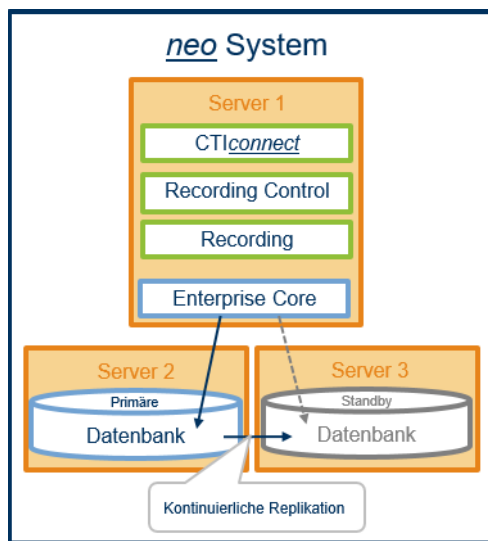 neo System
Server 1
CTIconnect
Recording Control
Recording
Enterprise Core
Server 2
Primäre
Datenbank
Server 3
Standby
Datenbank
Kontinuierliche Replikation